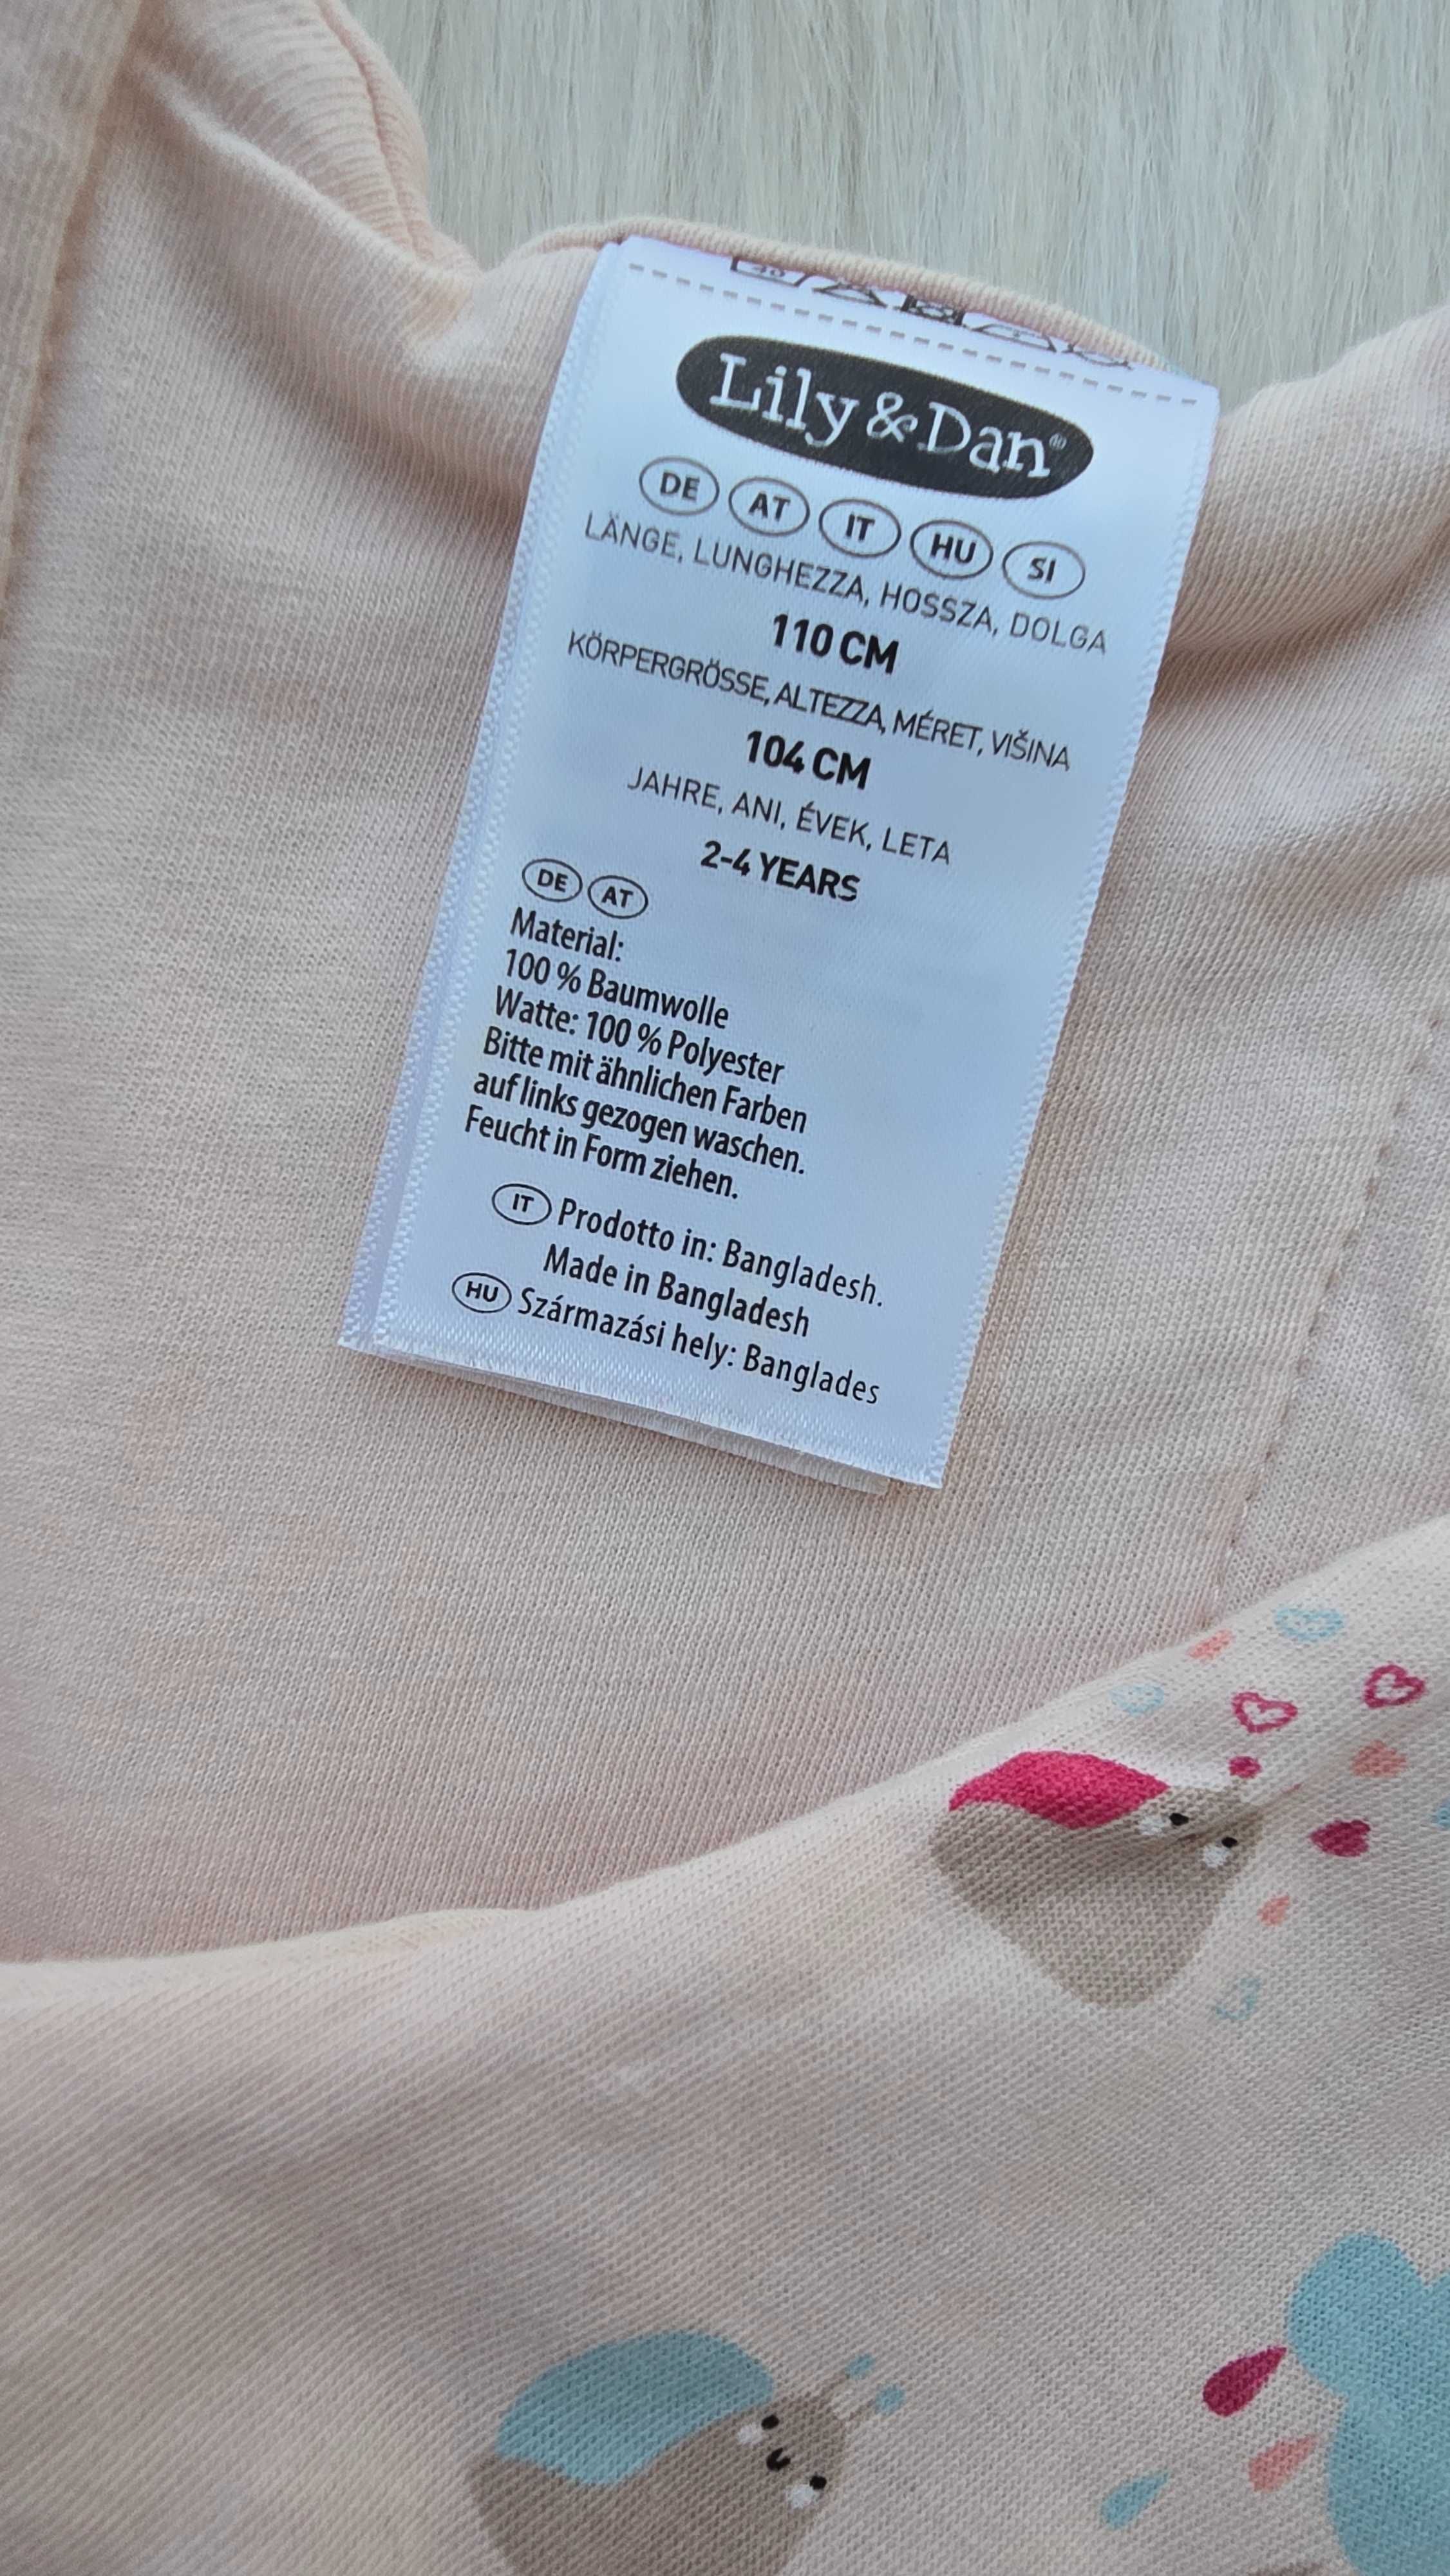 40
Lily & Dan®
DE AT IT HU SI
LÄNGE, LUNGHEZZA, HOSSZA, DOLGA
110 CM
KÖRPERGRÖSSE, ALTEZZA, MÉRET, VIŠINA
104 CM
JAHRE, ANI, ÉVEK, LETA
2-4 YEARS
DE AT
Material:
100 % Baumwolle
Watte: 100 % Polyester
Bitte mit ähnlichen Farben
auf links gezogen waschen.
Feucht in Form ziehen.
IT Prodotto in: Bangladesh.
Made in Bangladesh
HU Származási hely: Banglades